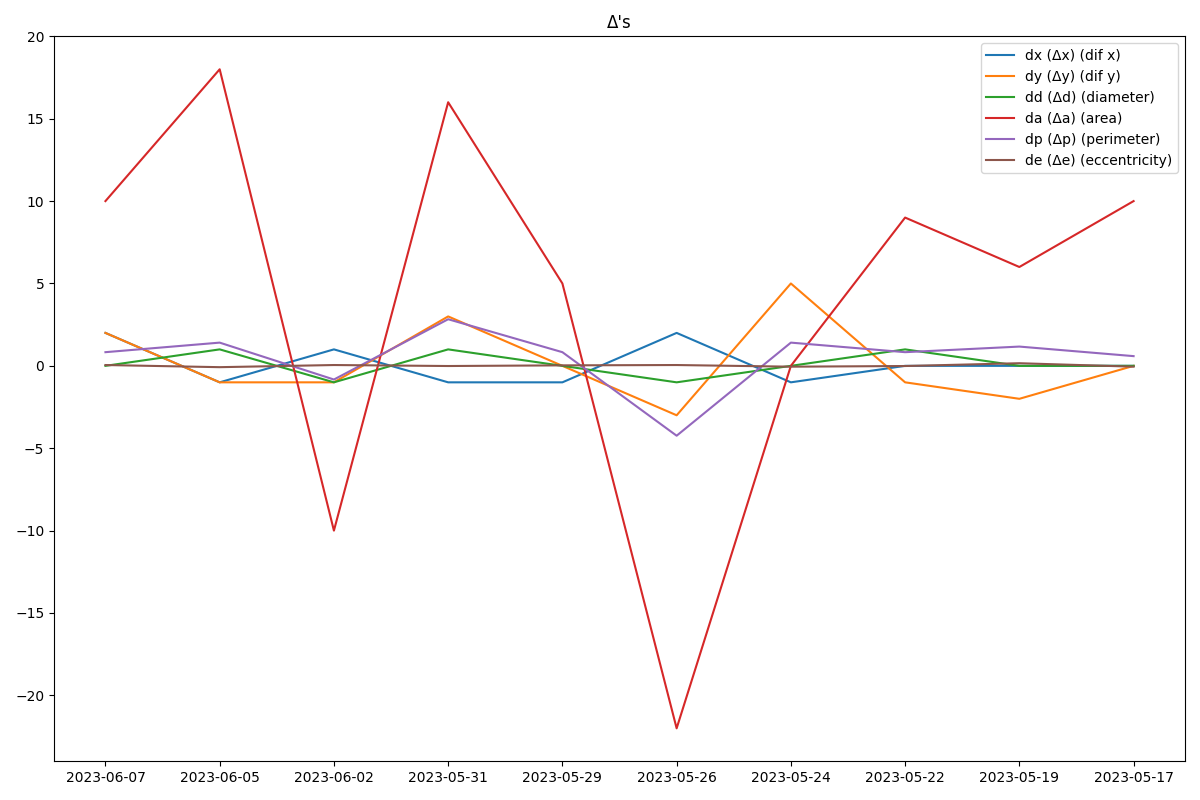 Δ's
20
15
10
5
0
−5
−10
−15
−20
dx (Δx) (dif x)
dy (Δy) (dif y)
dd (Δd) (diameter)
da (Δa) (area)
dp (Δp) (perimeter)
de (Δe) (eccentricity)
2023-06-07 2023-06-05 2023-06-02 2023-05-31 2023-05-29 2023-05-26 2023-05-24 2023-05-22 2023-05-19 2023-05-17